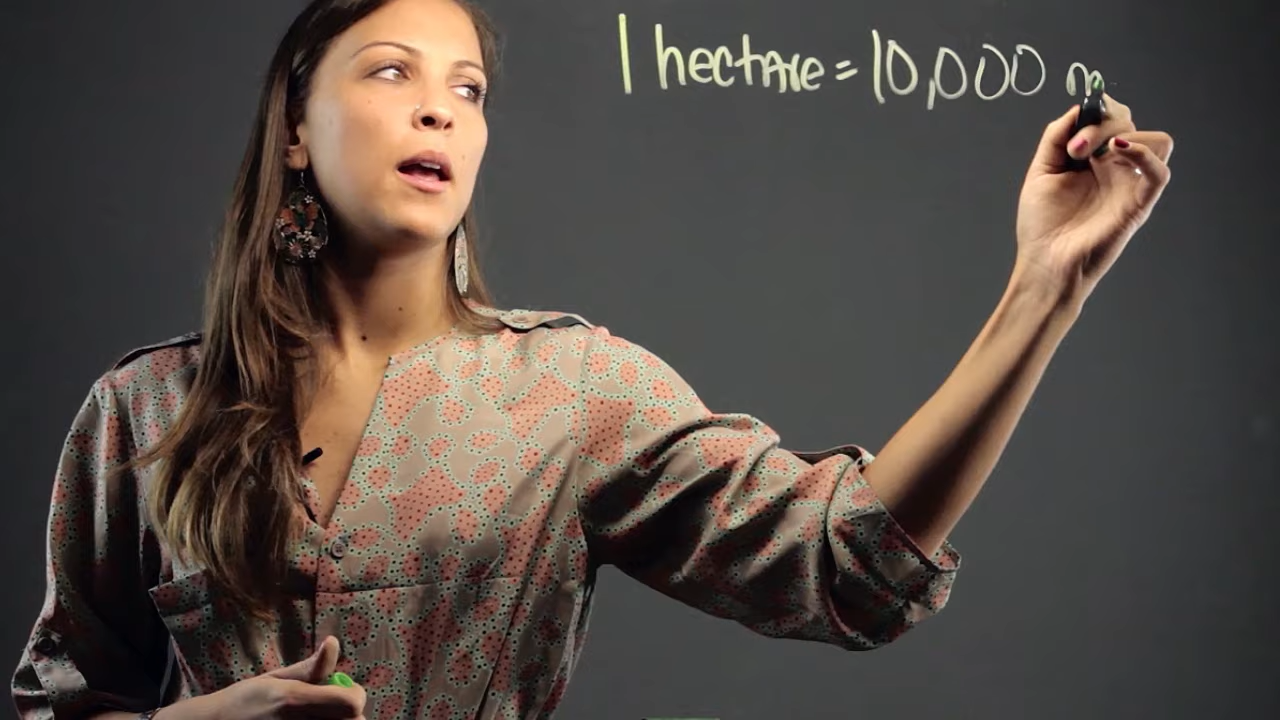 1 hectare = 10,000 m